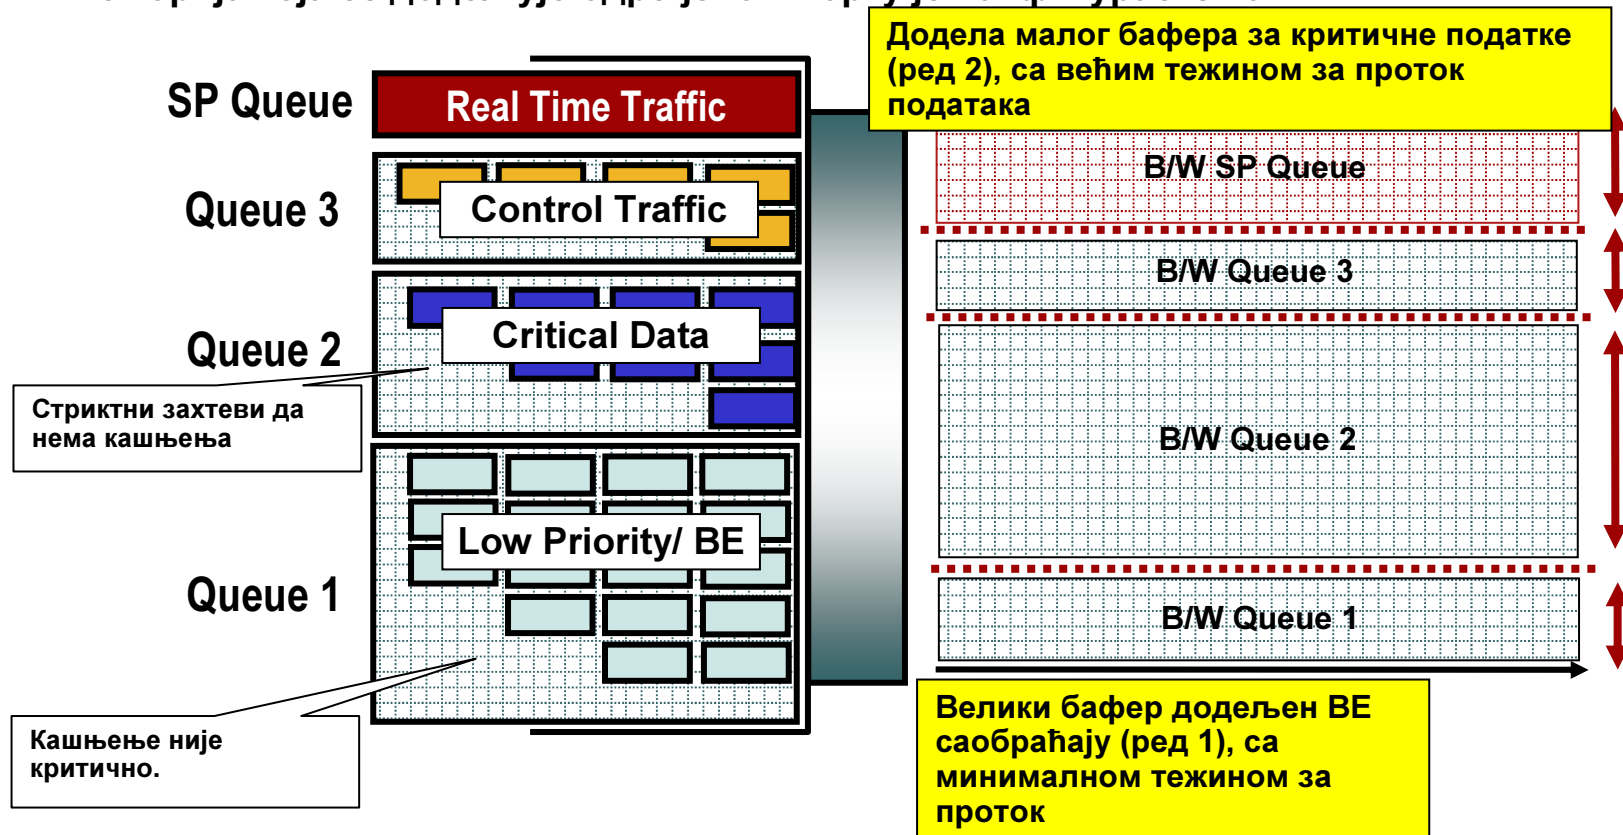 Додела малог бафера за критичне податке
(ред 2), са већим тежином за проток
података
SP Queue
Real Time Traffic
B/W SP Queue
Queue 3
Control Traffic
B/W Queue 3
Queue 2
Critical Data
B/W Queue 2
Стриктни захтеви да
нема кашњења
Queue 1
Low Priority/ BE
B/W Queue 1
Кашњење није
критично.
Велики бафер додељен BE
саобраћају (ред 1), са
минималном тежином за
проток